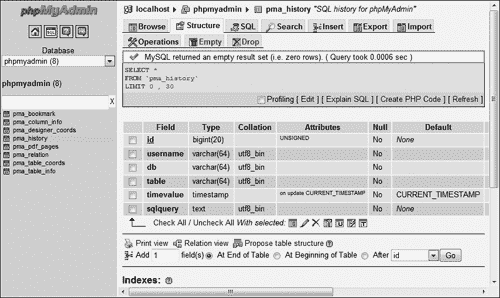 phpMyAdmin
Database
phpmyadmin (8)
phpmyadmin (8)
X
pma_bookmark
pma_column_info
pma_designer_coords
pma_history
pma_pdf_pages
pma_relation
pma_table_coords
pma_table_info
localhost ▸ phpmyadmin ▸ pma_history "SQL history for phpMyAdmin"
Browse Structure SQL Search Insert Export Import
Operations Empty Drop
MySQL returned an empty result set (i.e. zero rows). ( Query took 0.0006 sec )
SELECT *
FROM `pma_history`
LIMIT 0 , 30
Profiling [ Edit ] [ Explain SQL ] [ Create PHP Code ] [ Refresh ]
Field Type Collation Attributes Null Default
id bigint(20) UNSIGNED No None
username varchar(64) utf8_bin No
db varchar(64) utf8_bin No
table varchar(64) utf8_bin No
timevalue timestamp on update CURRENT_TIMESTAMP No CURRENT_TIMESTAMP
sqlquery text utf8_bin No None
Check All / Uncheck All With selected:
Print view Relation view Propose table structure
Add 1 field(s) At End of Table At Beginning of Table After id Go
Indexes: